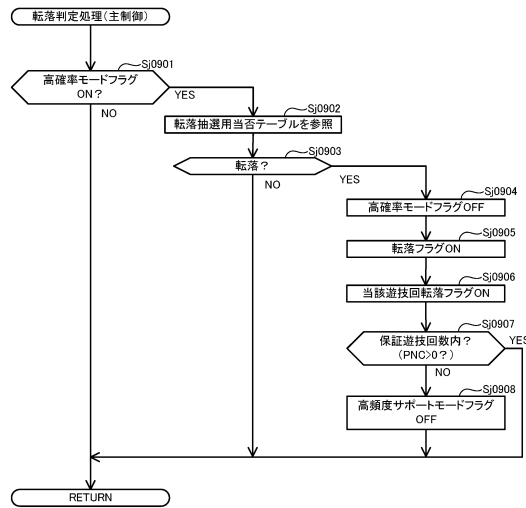 転落判定処理(主制御)
Sj0901
高確率モードフラグ
ON?
YES
NO
Sj0902
転落抽選用当否テーブルを参照
Sj0903
転落?
YES
NO
Sj0904
高確率モードフラグOFF
Sj0905
転落フラグON
Sj0906
当該遊技回転落フラグON
Sj0907
保証遊技回数内?
(PNC>0?)
YES
NO
Sj0908
高頻度サポートモードフラグ
OFF
RETURN